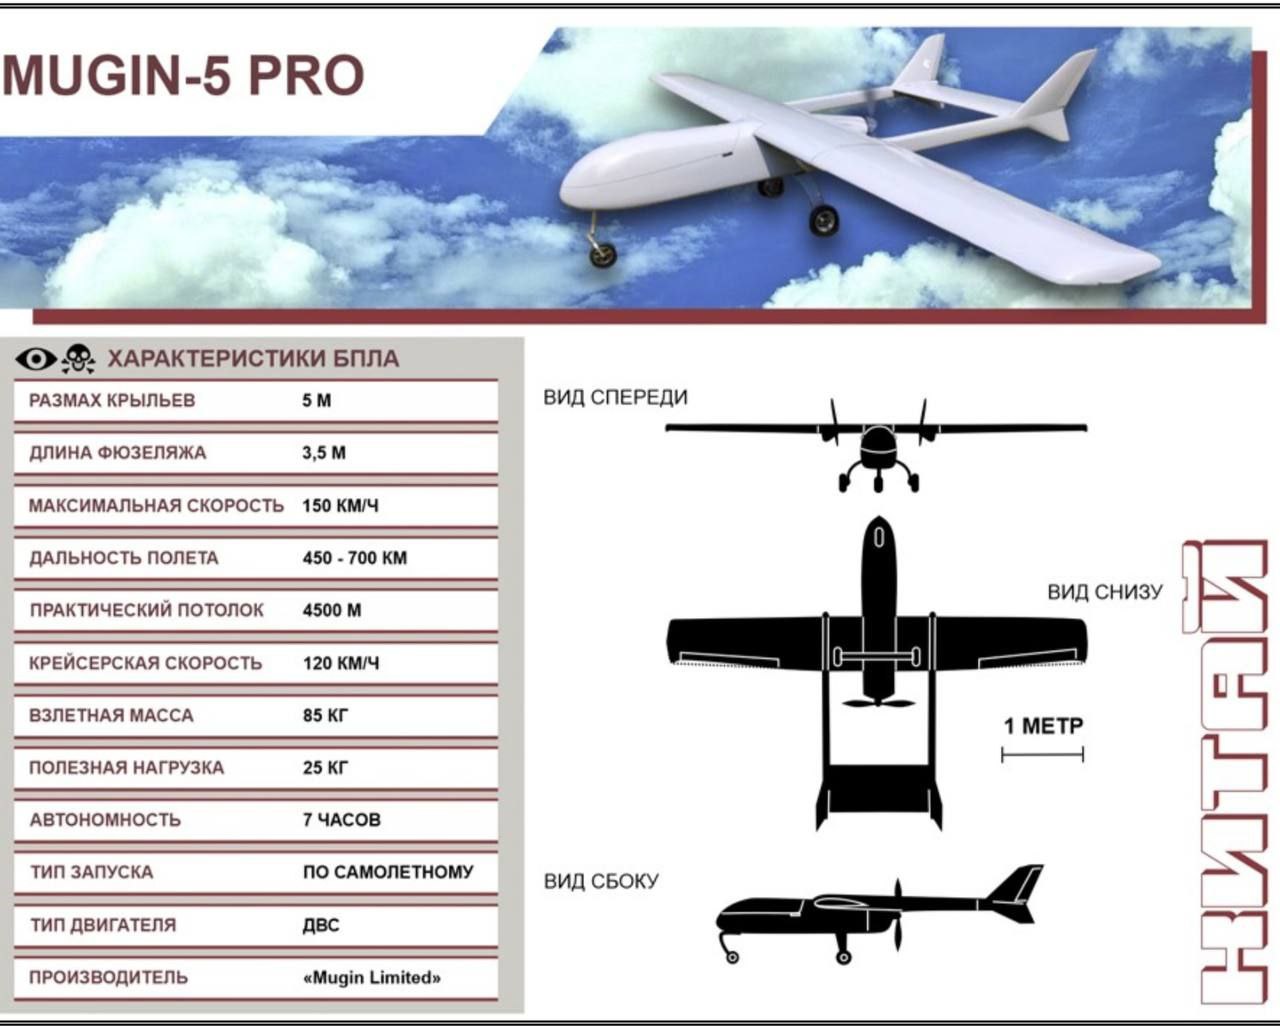 MUGIN-5 PRO
ХАРАКТЕРИСТИКИ БПЛА
РАЗМАХ КРЫЛЬЕВ 5 М
ДЛИНА ФЮЗЕЛЯЖА 3,5 М
МАКСИМАЛЬНАЯ СКОРОСТЬ 150 КМ/Ч
ДАЛЬНОСТЬ ПОЛЕТА 450 - 700 КМ
ПРАКТИЧЕСКИЙ ПОТОЛОК 4500 М
КРЕЙСЕРСКАЯ СКОРОСТЬ 120 КМ/Ч
ВЗЛЕТНАЯ МАССА 85 КГ
ПОЛЕЗНАЯ НАГРУЗКА 25 КГ
АВТОНОМНОСТЬ 7 ЧАСОВ
ТИП ЗАПУСКА ПО САМОЛЕТНОМУ
ТИП ДВИГАТЕЛЯ ДВС
ПРОИЗВОДИТЕЛЬ «Mugin Limited»
ВИД СПЕРЕДИ
ВИД СНИЗУ
1 МЕТР
ВИД СБОКУ
КИТАЙ